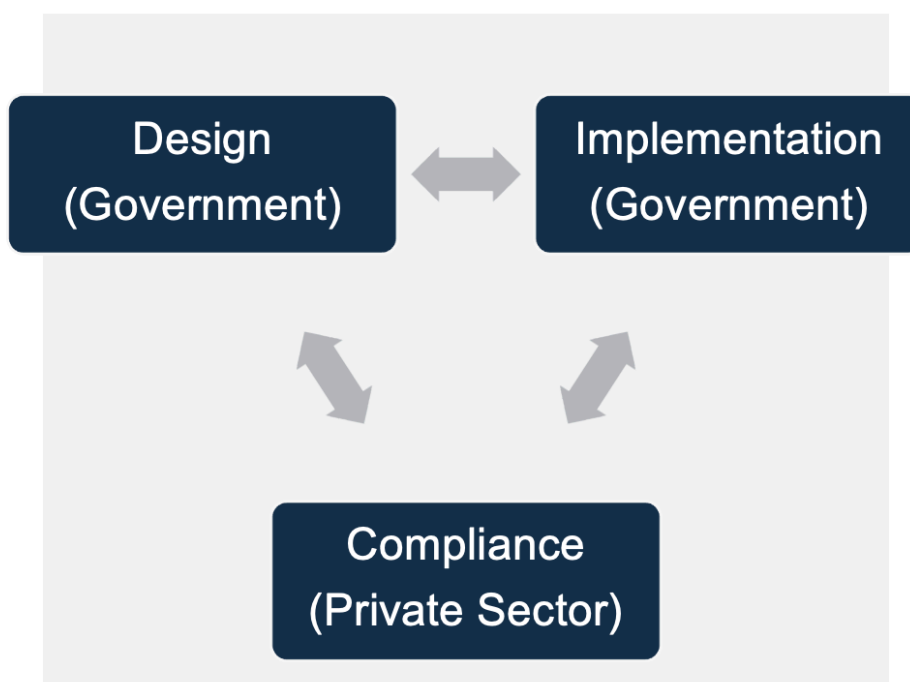 Design
(Government)
Implementation
(Government)
Compliance
(Private Sector)